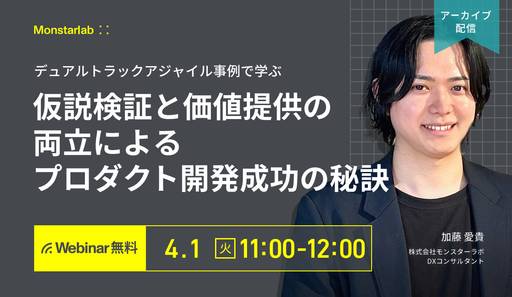 Monstarlab
アーカイブ
配信
デュアルトラックアジャイル事例で学ぶ
仮説検証と価値提供の
両立による
プロダクト開発成功の秘訣
Webinar無料
4.1 火 11:00-12:00
加藤 愛貴
株式会社モンスターラボ
DXコンサルタント